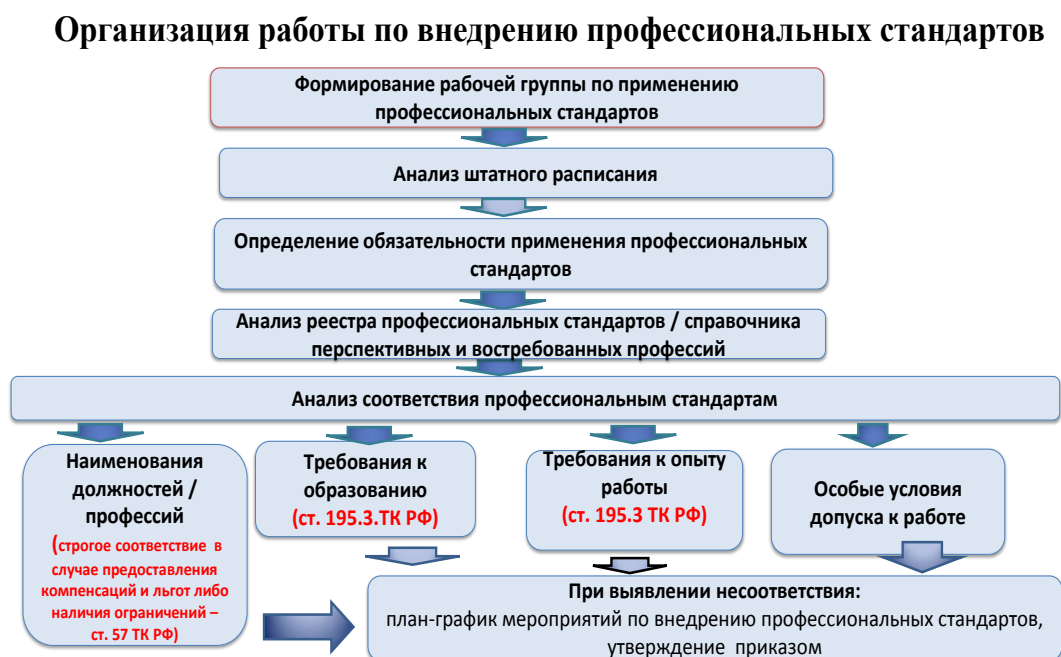 Организация работы по внедрению профессиональных стандартов
Формирование рабочей группы по применению
профессиональных стандартов
Анализ штатного расписания
Определение обязательности применения профессиональных
стандартов
Анализ реестра профессиональных стандартов / справочника
перспективных и востребованных профессий
Анализ соответствия профессиональным стандартам
Наименования
должностей /
профессий
(строгое соответствие в
случае предоставления
компенсаций и льгот либо
наличия ограничений –
ст. 57 ТК РФ)
Требования к
образованию
(ст. 195.3.ТК РФ)
Требования к опыту
работы
(ст. 195.3 ТК РФ)
Особые условия
допуска к работе
При выявлении несоответствия:
план-график мероприятий по внедрению профессиональных стандартов,
утверждение приказом